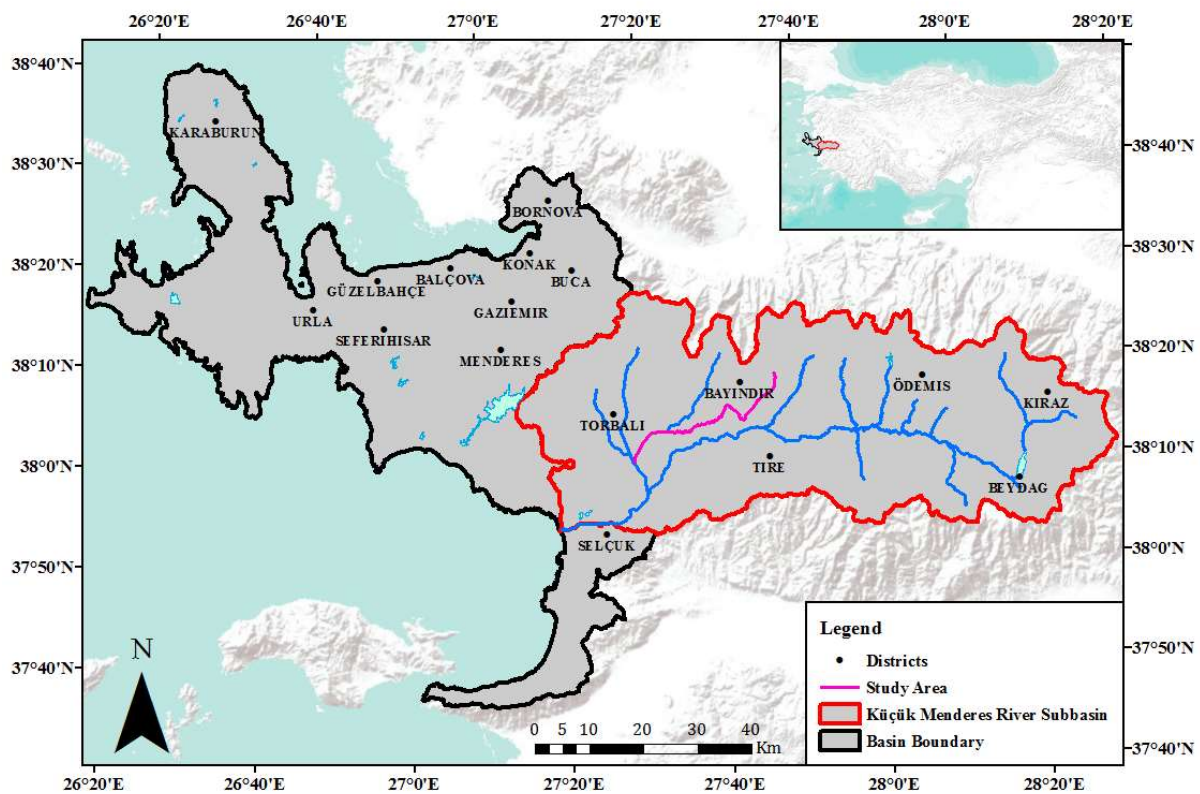 26°20'E 26°40'E 27°00'E 27°20'E 27°40'E 28°00'E 28°20'E
38°40'N
38°30'N
38°20'N
38°10'N
38°0'N
37°50'N
37°40'N
KARABURUN
BORNOVA
KONAK
BALÇOVA
BUCA
GÜZELBAHÇE
URLA
GAZIEMIR
SEFERIHISAR
MENDERES
TORBALI
BAYINDIR
ÖDEMIS
KIRAZ
TIRE
BEYDAG
SELÇUK
38°40'N
38°30'N
38°20'N
38°10'N
38°0'N
37°50'N
37°40'N
N
0 5 10 20 30 40
Km
Legend
Districts
Study Area
Küçük Menderes River Subbasin
Basin Boundary
26°20'E 26°40'E 27°00'E 27°20'E 27°40'E 28°00'E 28°20'E